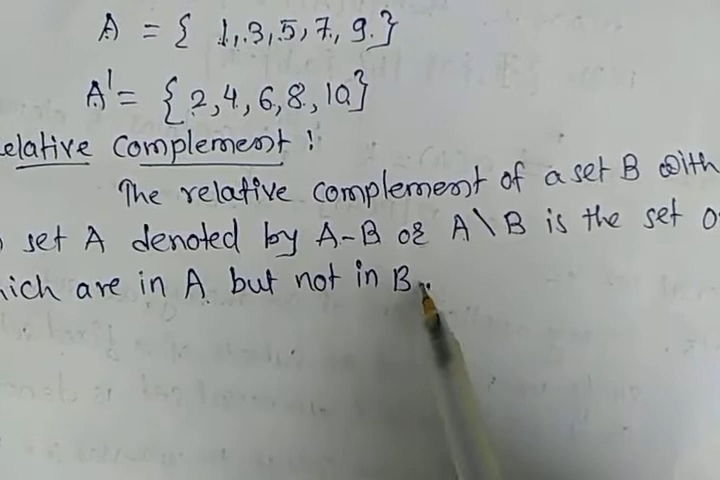 A = { 1, 3, 5, 7, 9 }
A' = { 2, 4, 6, 8, 10 }
elative complement :
The relative complement of a set B with
set A denoted by A-B or A\B is the set o
hich are in A but not in B.